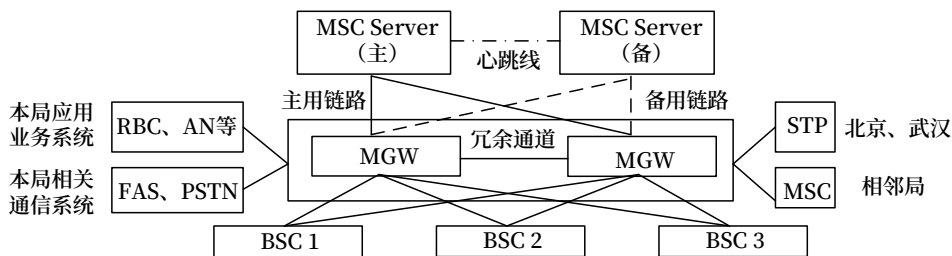 MSC Server
（主）
MSC Server
（备）
心跳线
主用链路
备用链路
本局应用
业务系统
RBC、AN等
冗余通道
STP
北京、武汉
MGW
MGW
本局相关
通信系统
FAS、PSTN
MSC
相邻局
BSC 1
BSC 2
BSC 3